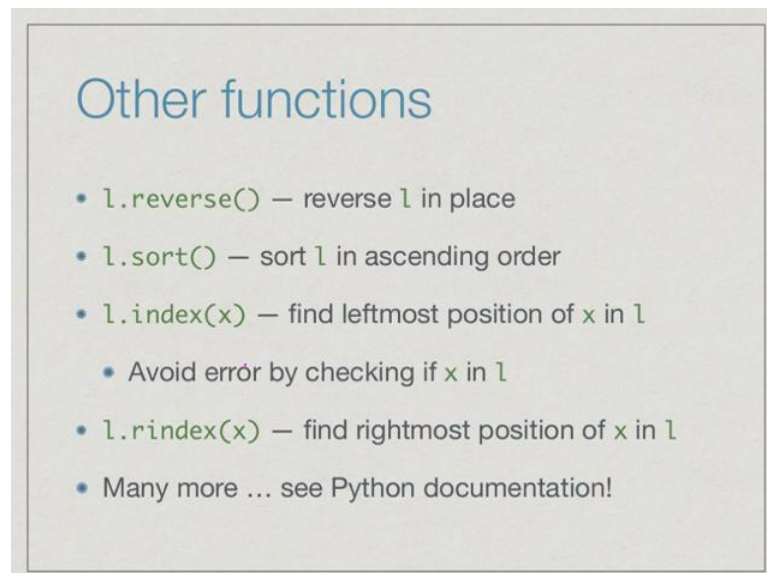 Other functions
l.reverse() — reverse l in place
l.sort() — sort l in ascending order
l.index(x) — find leftmost position of x in l
Avoid error by checking if x in l
l.rindex(x) — find rightmost position of x in l
Many more ... see Python documentation!